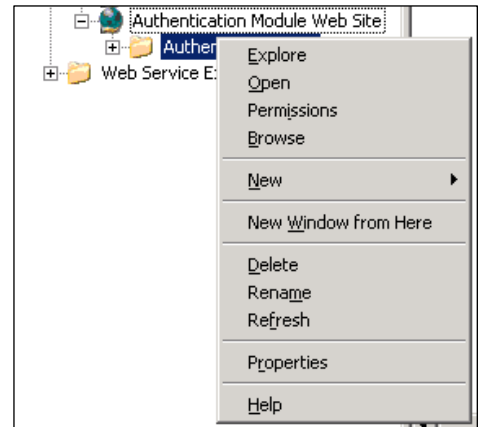 Authentication Module Web Site
Authen
Web Service E
Explore
Open
Permissions
Browse
New
New Window from Here
Delete
Rename
Refresh
Properties
Help